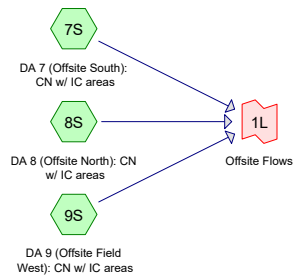 7S
DA 7 (Offsite South):
CN w/ IC areas
8S
1L
DA 8 (Offsite North): CN
w/ IC areas
Offsite Flows
9S
DA 9 (Offsite Field
West): CN w/ IC areas